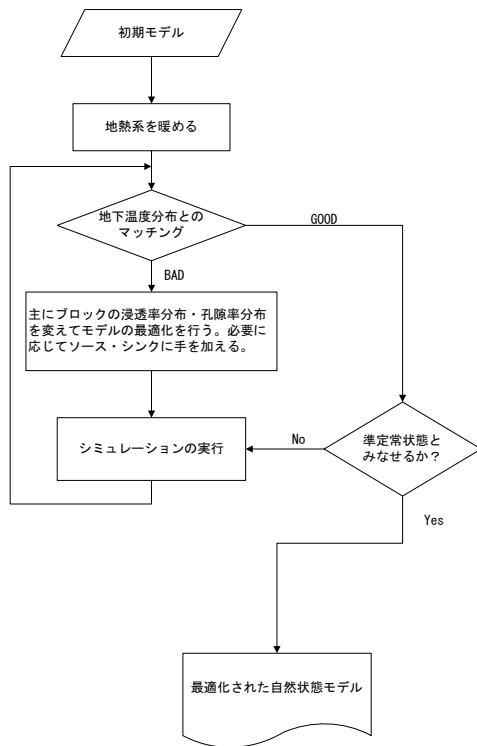 初期モデル
地熱系を暖める
地下温度分布との
マッチング
GOOD
BAD
主にブロックの浸透率分布・孔隙率分布
を変えてモデルの最適化を行う。必要に
応じてソース・シンクに手を加える。
シミュレーションの実行
No
準定常状態と
みなせるか？
Yes
最適化された自然状態モデル